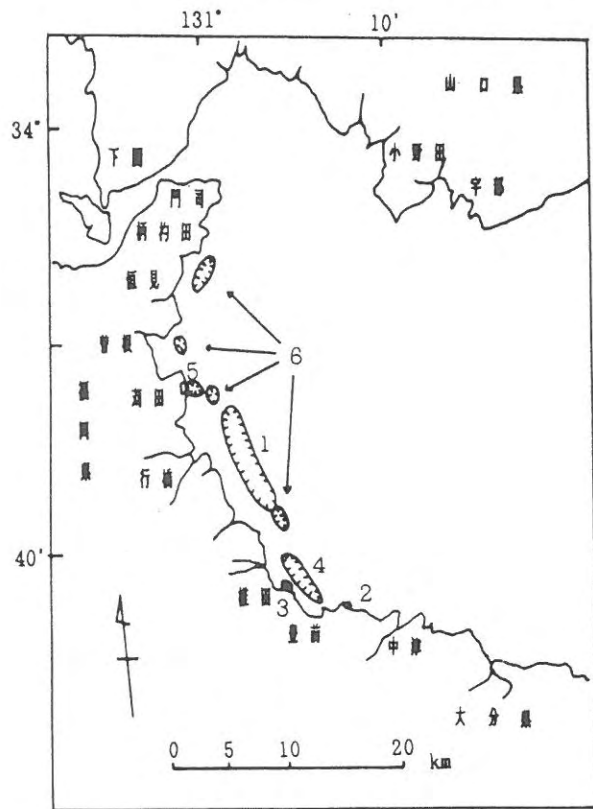 131°
10'
34°
山口県
下関
小野田
宇部
門司
柄杓田
恒見
曽根
6
5
苅田
福岡県
1
行橋
40'
4
2
椎田
3
豊前
中津
大分県
0
5
10
20
km